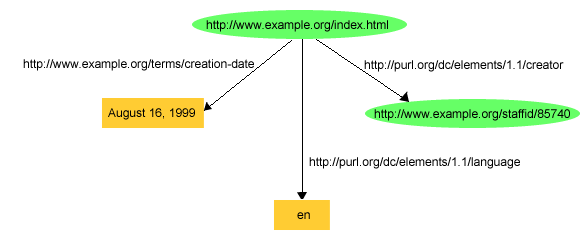 http://www.example.org/index.html
http://www.example.org/terms/creation-date
http://purl.org/dc/elements/1.1/creator
August 16, 1999
http://www.example.org/staffid/85740
http://purl.org/dc/elements/1.1/language
en